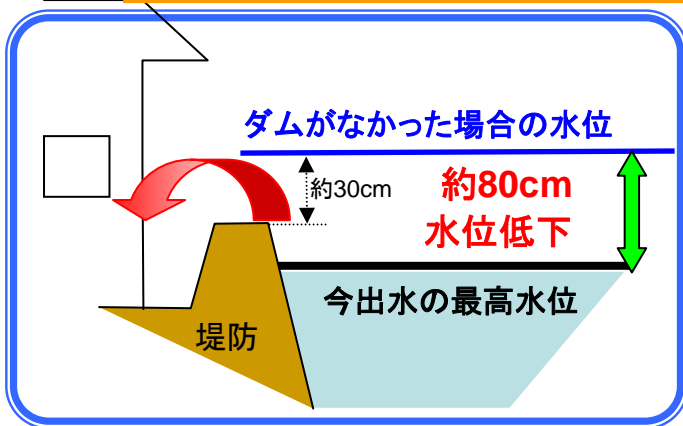 ダムがなかった場合の水位
約30cm
約80cm
水位低下
今出水の最高水位
堤防